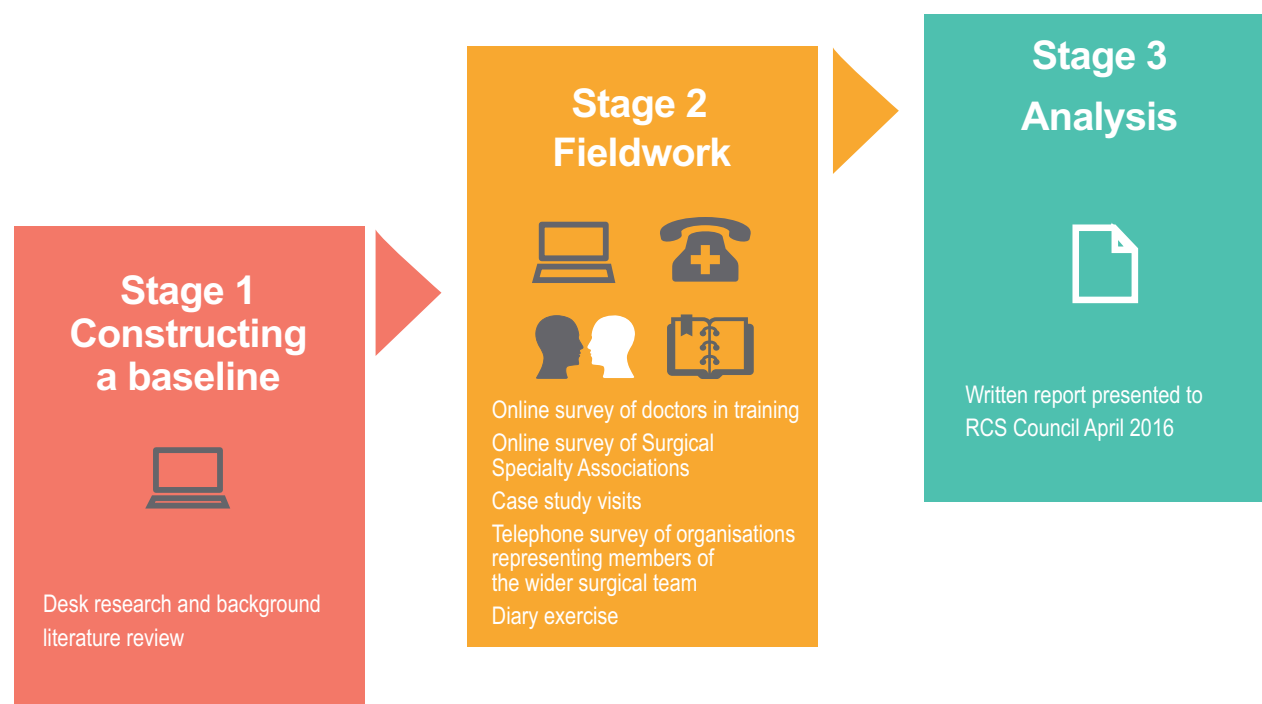 Stage 1
Constructing
a baseline
Desk research and background
literature review
Stage 2
Fieldwork
Online survey of doctors in training
Online survey of Surgical
Specialty Associations
Case study visits
Telephone survey of organisations
representing members of
the wider surgical team
Diary exercise
Stage 3
Analysis
Written report presented to
RCS Council April 2016